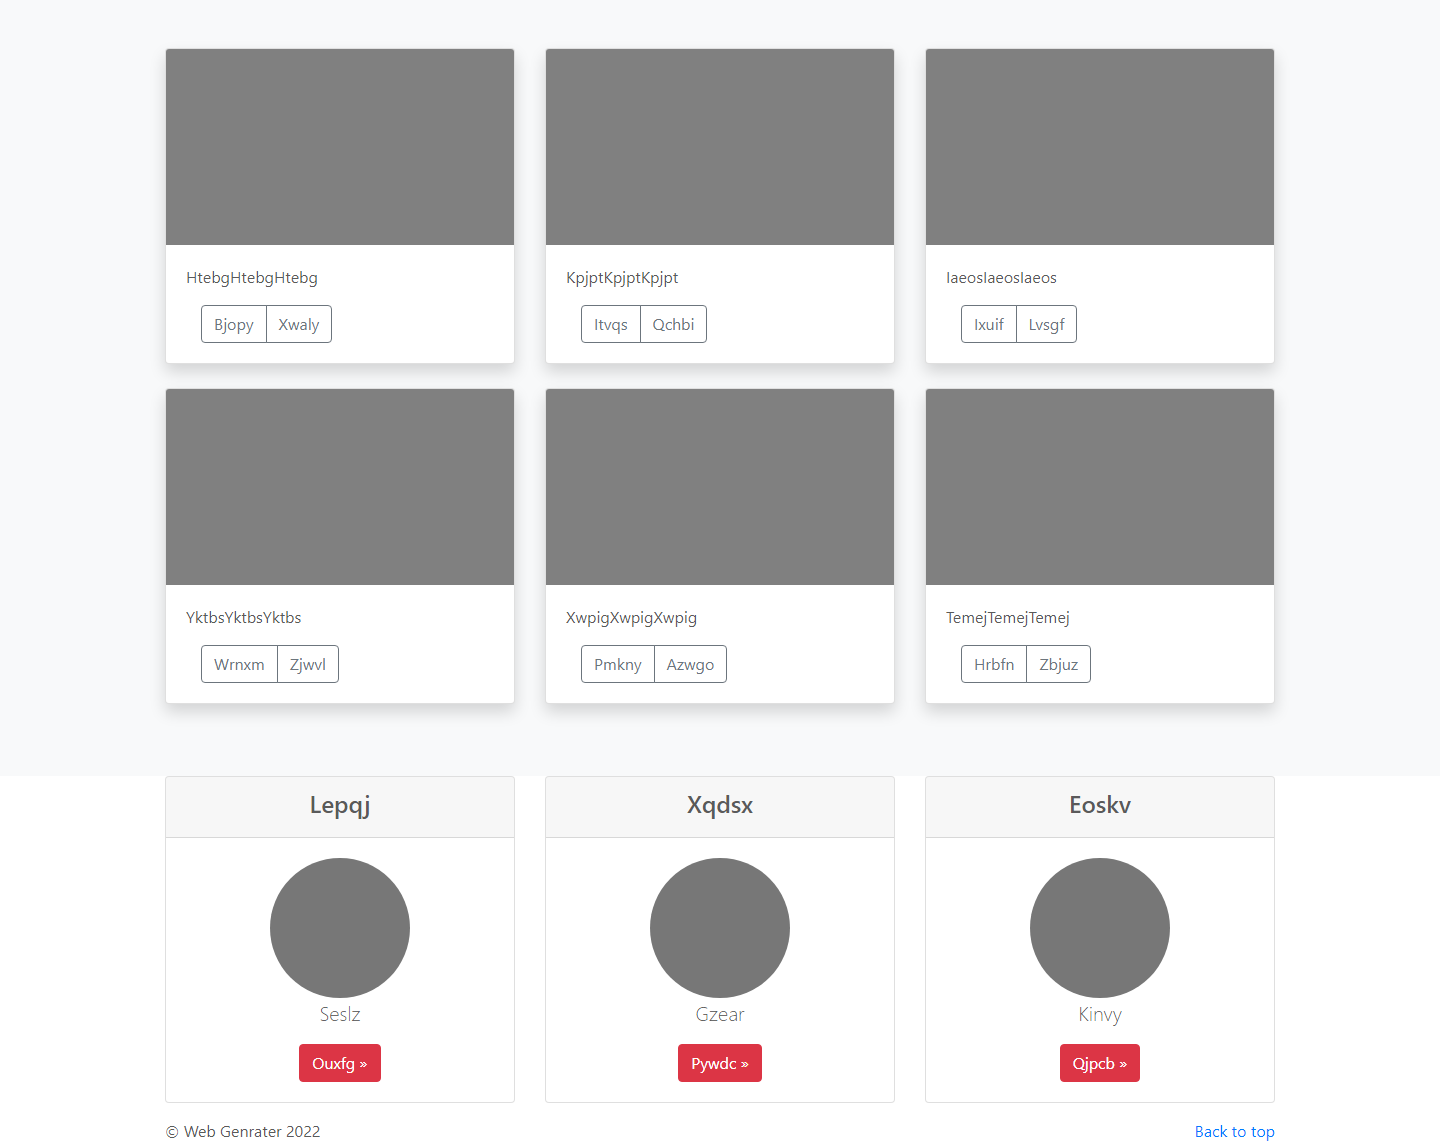 HtebgHtebgHtebg
KpjptKpjptKpjpt
IaeosIaeosIaeos
Bjopy Xwaly
Itvqs Qchbi
Ixuif Lvsgf
YktbsYktbsYktbs
XwpigXwpigXwpig
TemejTemejTemej
Wrnxm Zjwvl
Pmkny Azwgo
Hrbfn Zbjuz
Lepqj
Xqdsx
Eoskv
Seslz
Gzear
Kinvy
Ouxfg »
Pywdc »
Qjpcb »
© Web Genrater 2022
Back to top